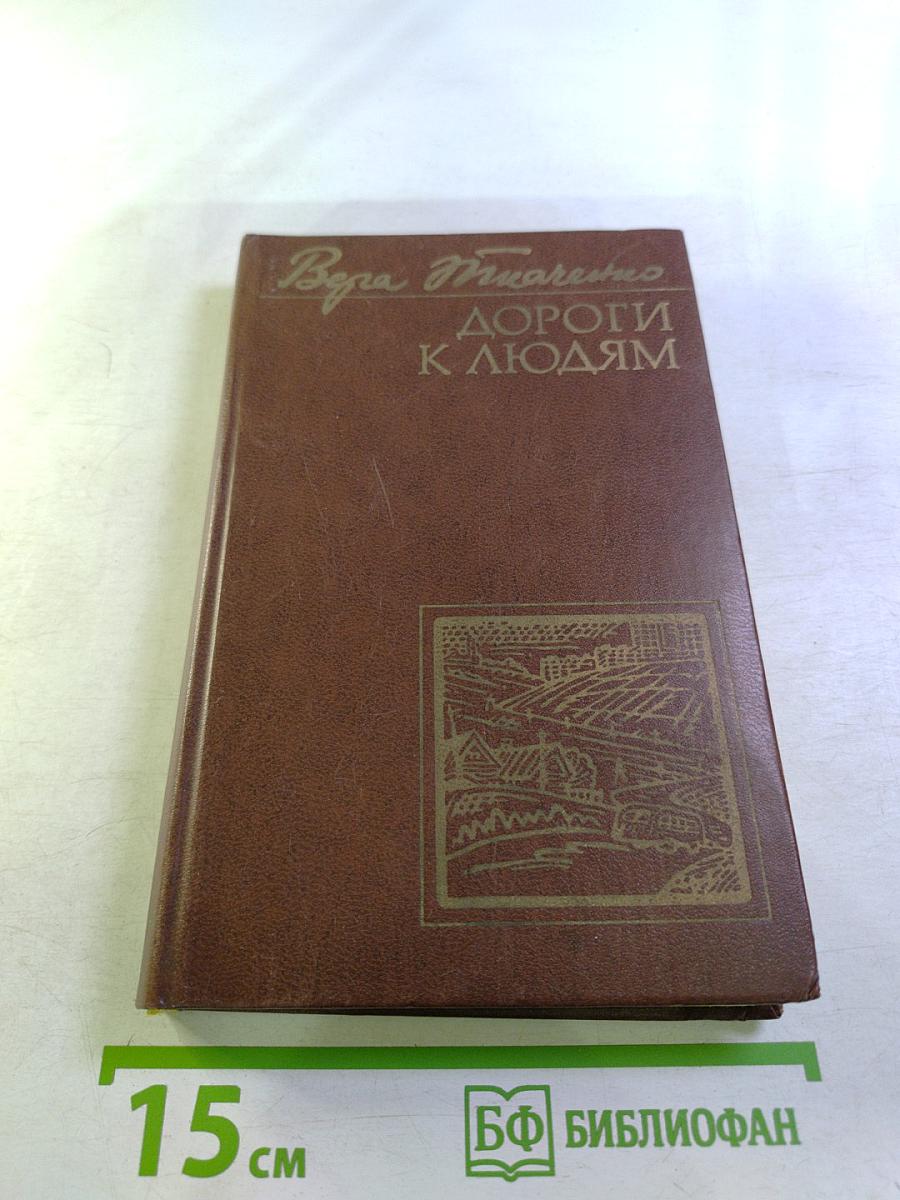 Вера Ткаченко
ДОРОГИ
К ЛЮДЯМ
15 см
БФ БИБЛИОФАН